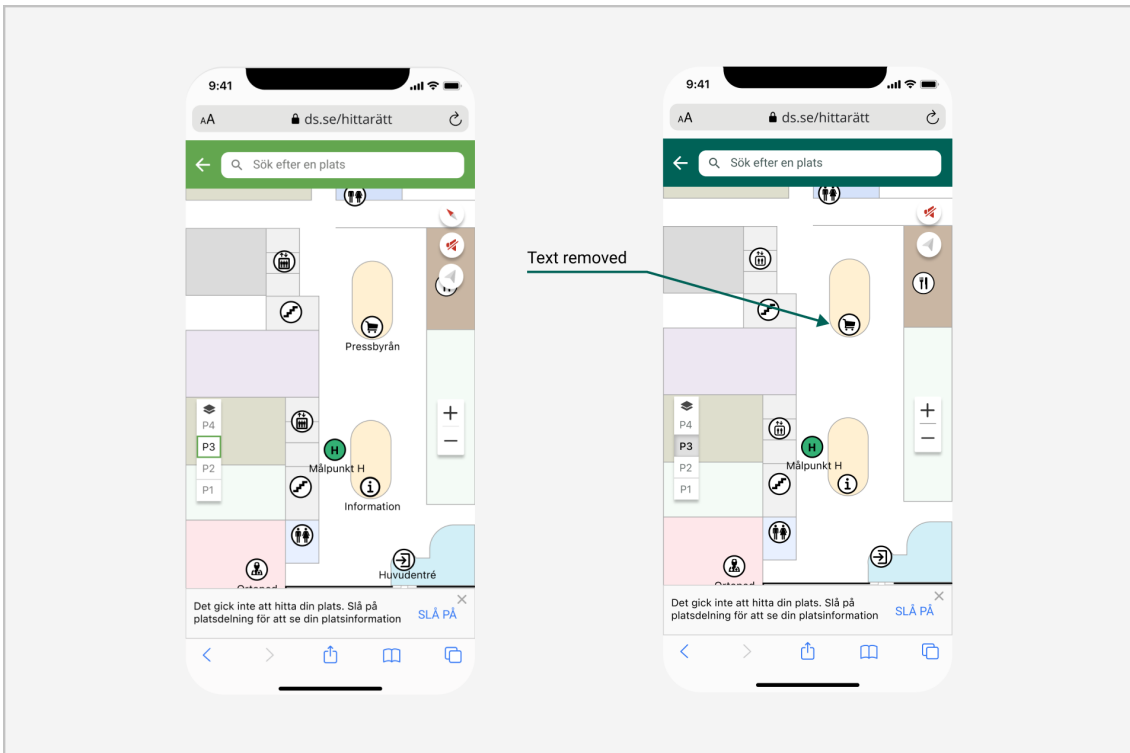 9:41
AA
ds.se/hittarätt
Sök efter en plats
Pressbyrån
P4
P3
P2
P1
H
Målpunkt H
Information
Huvudentré
Ortoped
Det gick inte att hitta din plats. Slå på
platsdelning för att se din platsinformation
SLÅ PÅ
Text removed
9:41
AA
ds.se/hittarätt
Sök efter en plats
P4
P3
P2
P1
H
Målpunkt H
Det gick inte att hitta din plats. Slå på
platsdelning för att se din platsinformation
SLÅ PÅ